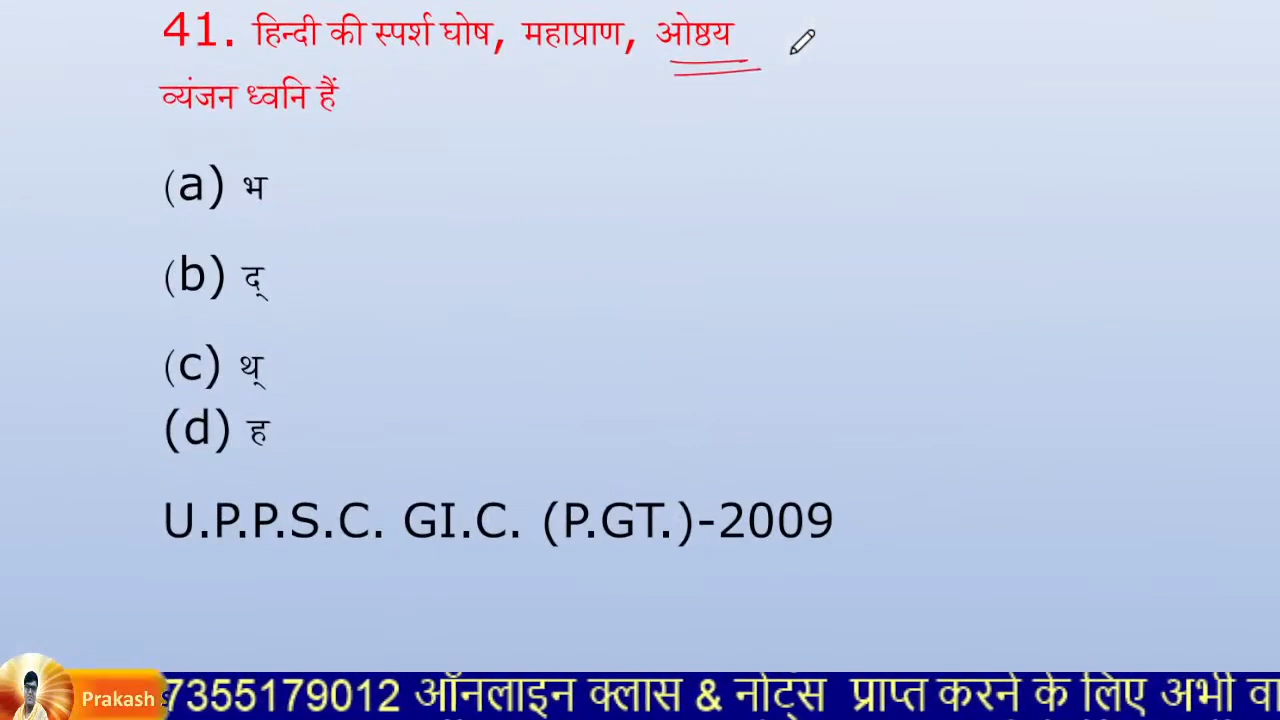 41. हिन्दी की स्पर्श घोष, महाप्राण, ओष्ठय
व्यंजन ध्वनि हैं
(a) भ
(b) द्
(c) थ्
(d) ह
U.P.P.S.C. GI.C. (P.GT.)-2009
Prakash
7355179012 ऑनलाइन क्लास & नोट्स प्राप्त करने के लिए अभी वा